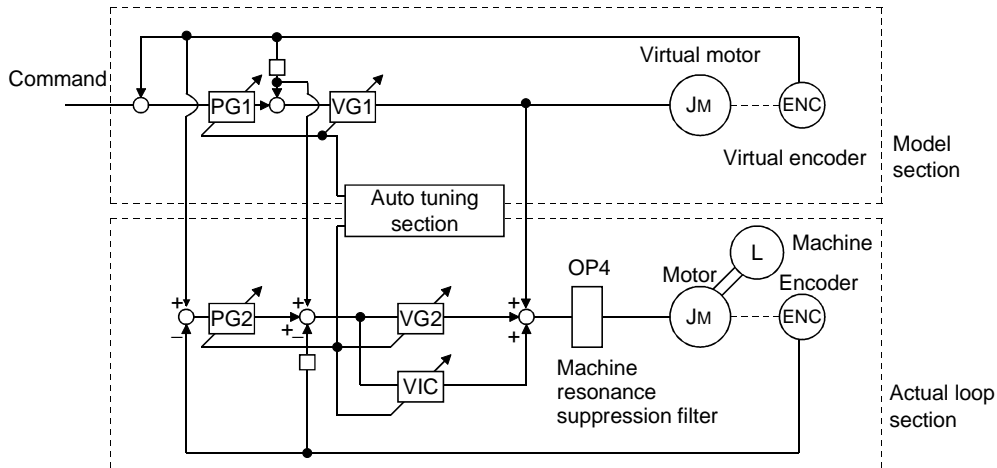 Command
PG1
VG1
Virtual motor
JM
ENC
Virtual encoder
Model
section
Auto tuning
section
+
−
PG2
+
+
−
VG2
VIC
+
+
OP4
Machine
resonance
suppression filter
Motor
JM
L
Machine
Encoder
ENC
Actual loop
section